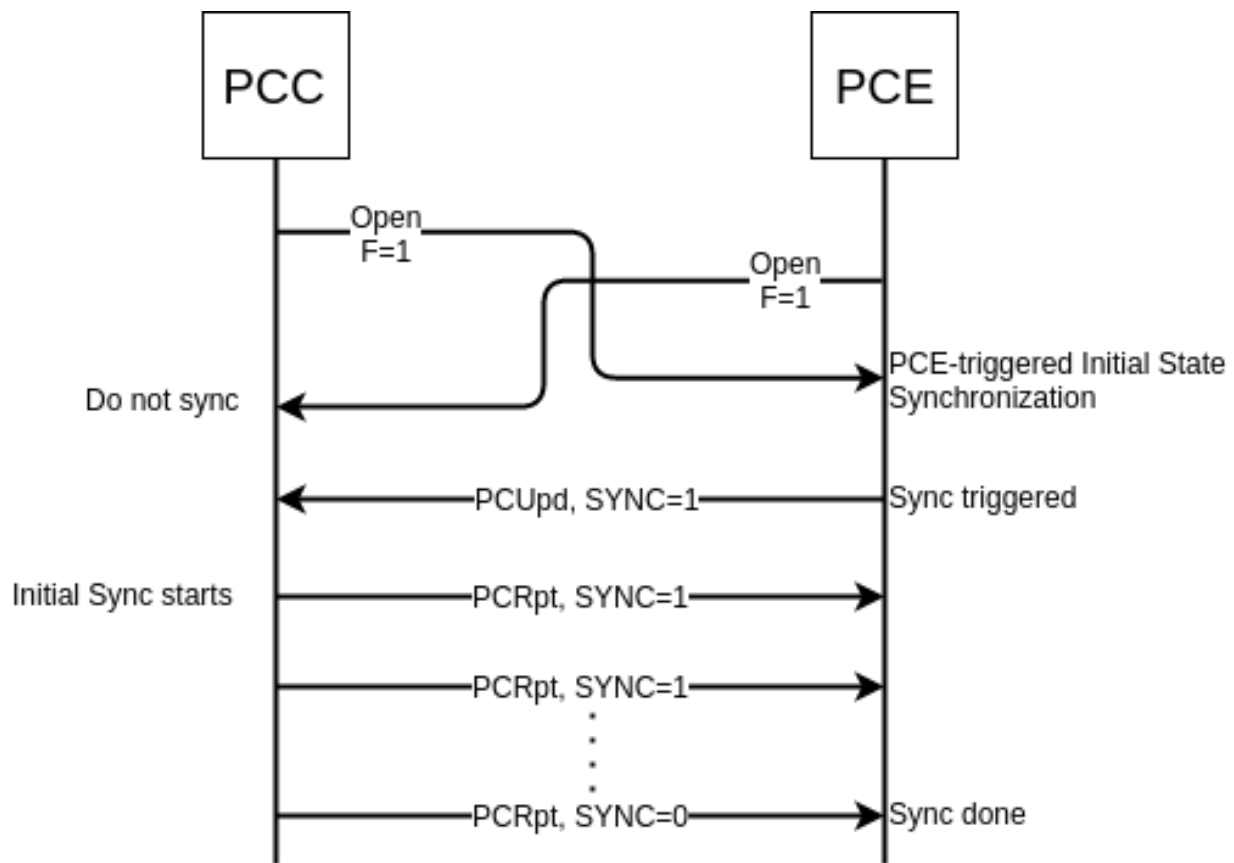 PCC
PCE
Open
F=1
Open
F=1
PCE-triggered Initial State
Synchronization
Do not sync
PCUpd, SYNC=1
Sync triggered
Initial Sync starts
PCRpt, SYNC=1
PCRpt, SYNC=1
PCRpt, SYNC=0
Sync done